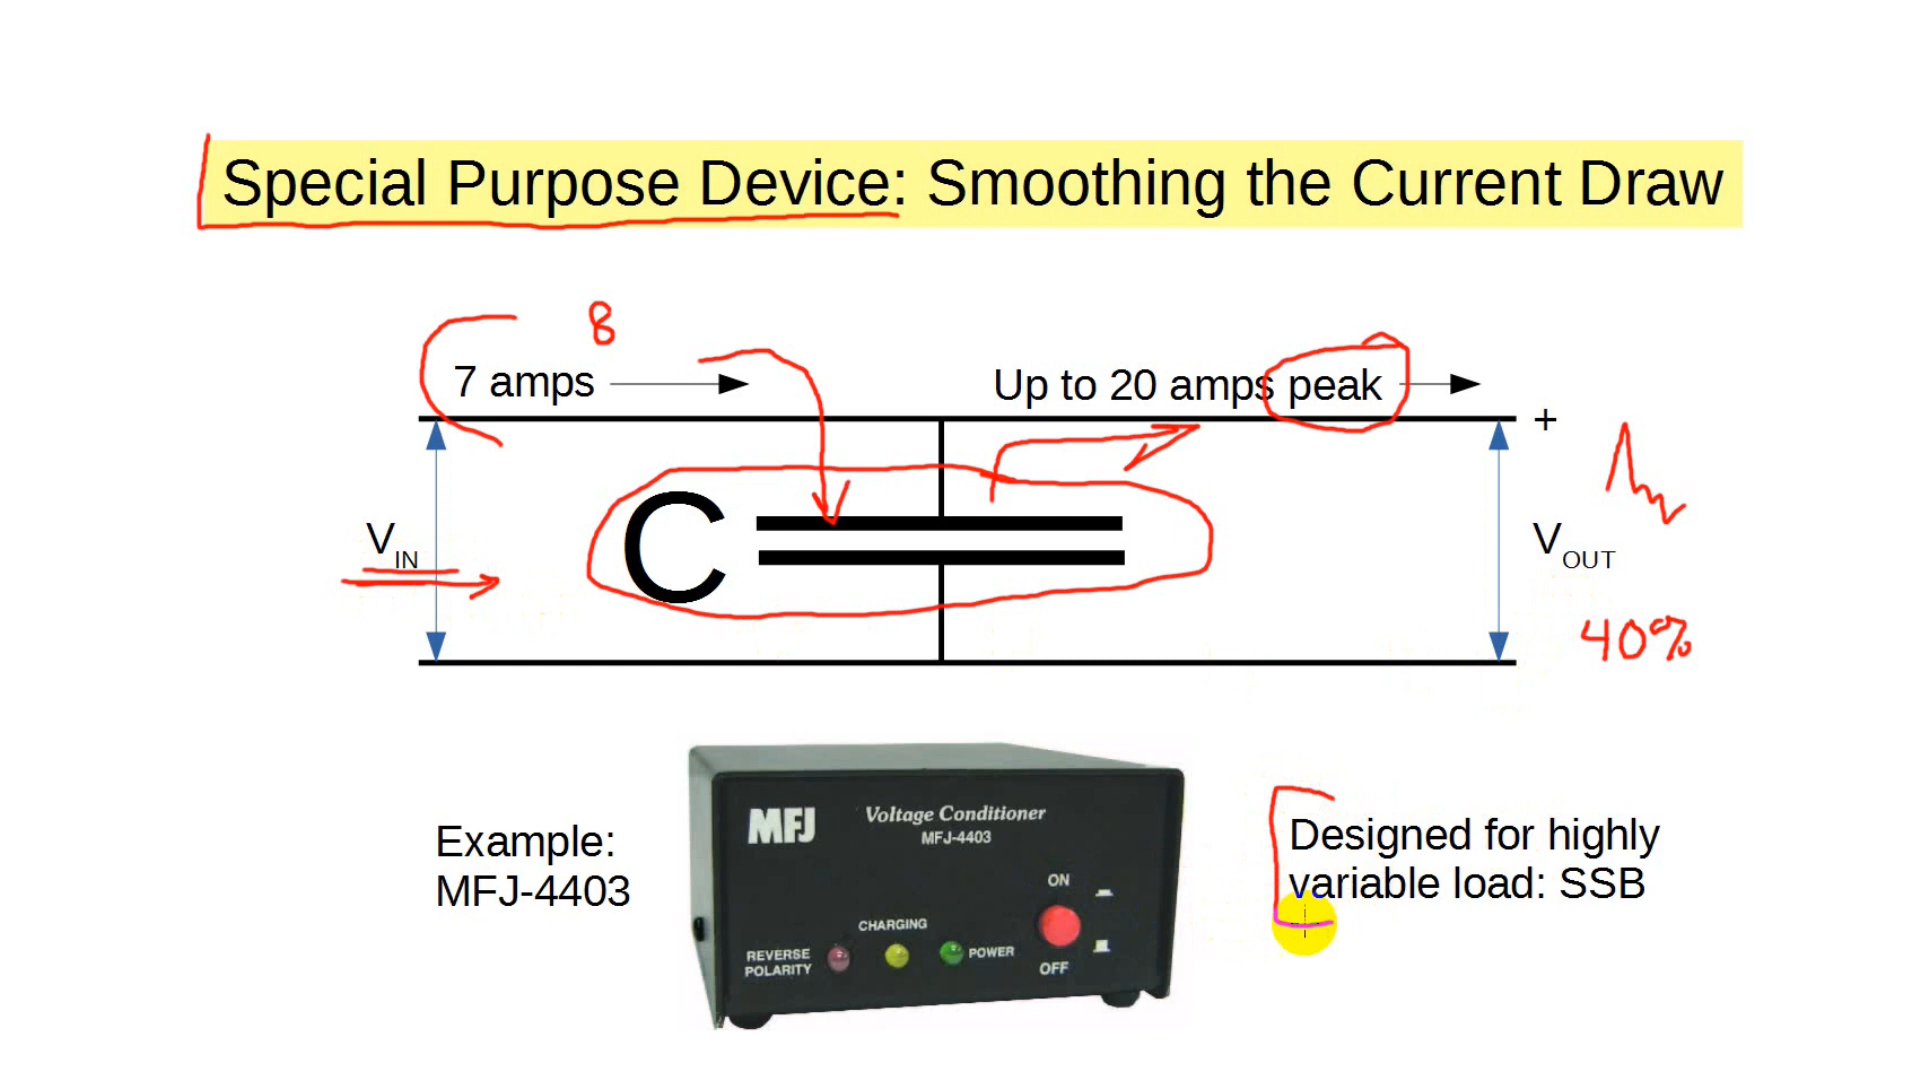 Special Purpose Device: Smoothing the Current Draw
8
7 amps
Up to 20 amps peak
+
C
VIN
VOUT
40%
Example:
MFJ-4403
MFJ
Voltage Conditioner
MFJ-4403
ON
CHARGING
REVERSE
POLARITY
POWER
OFF
Designed for highly
variable load: SSB